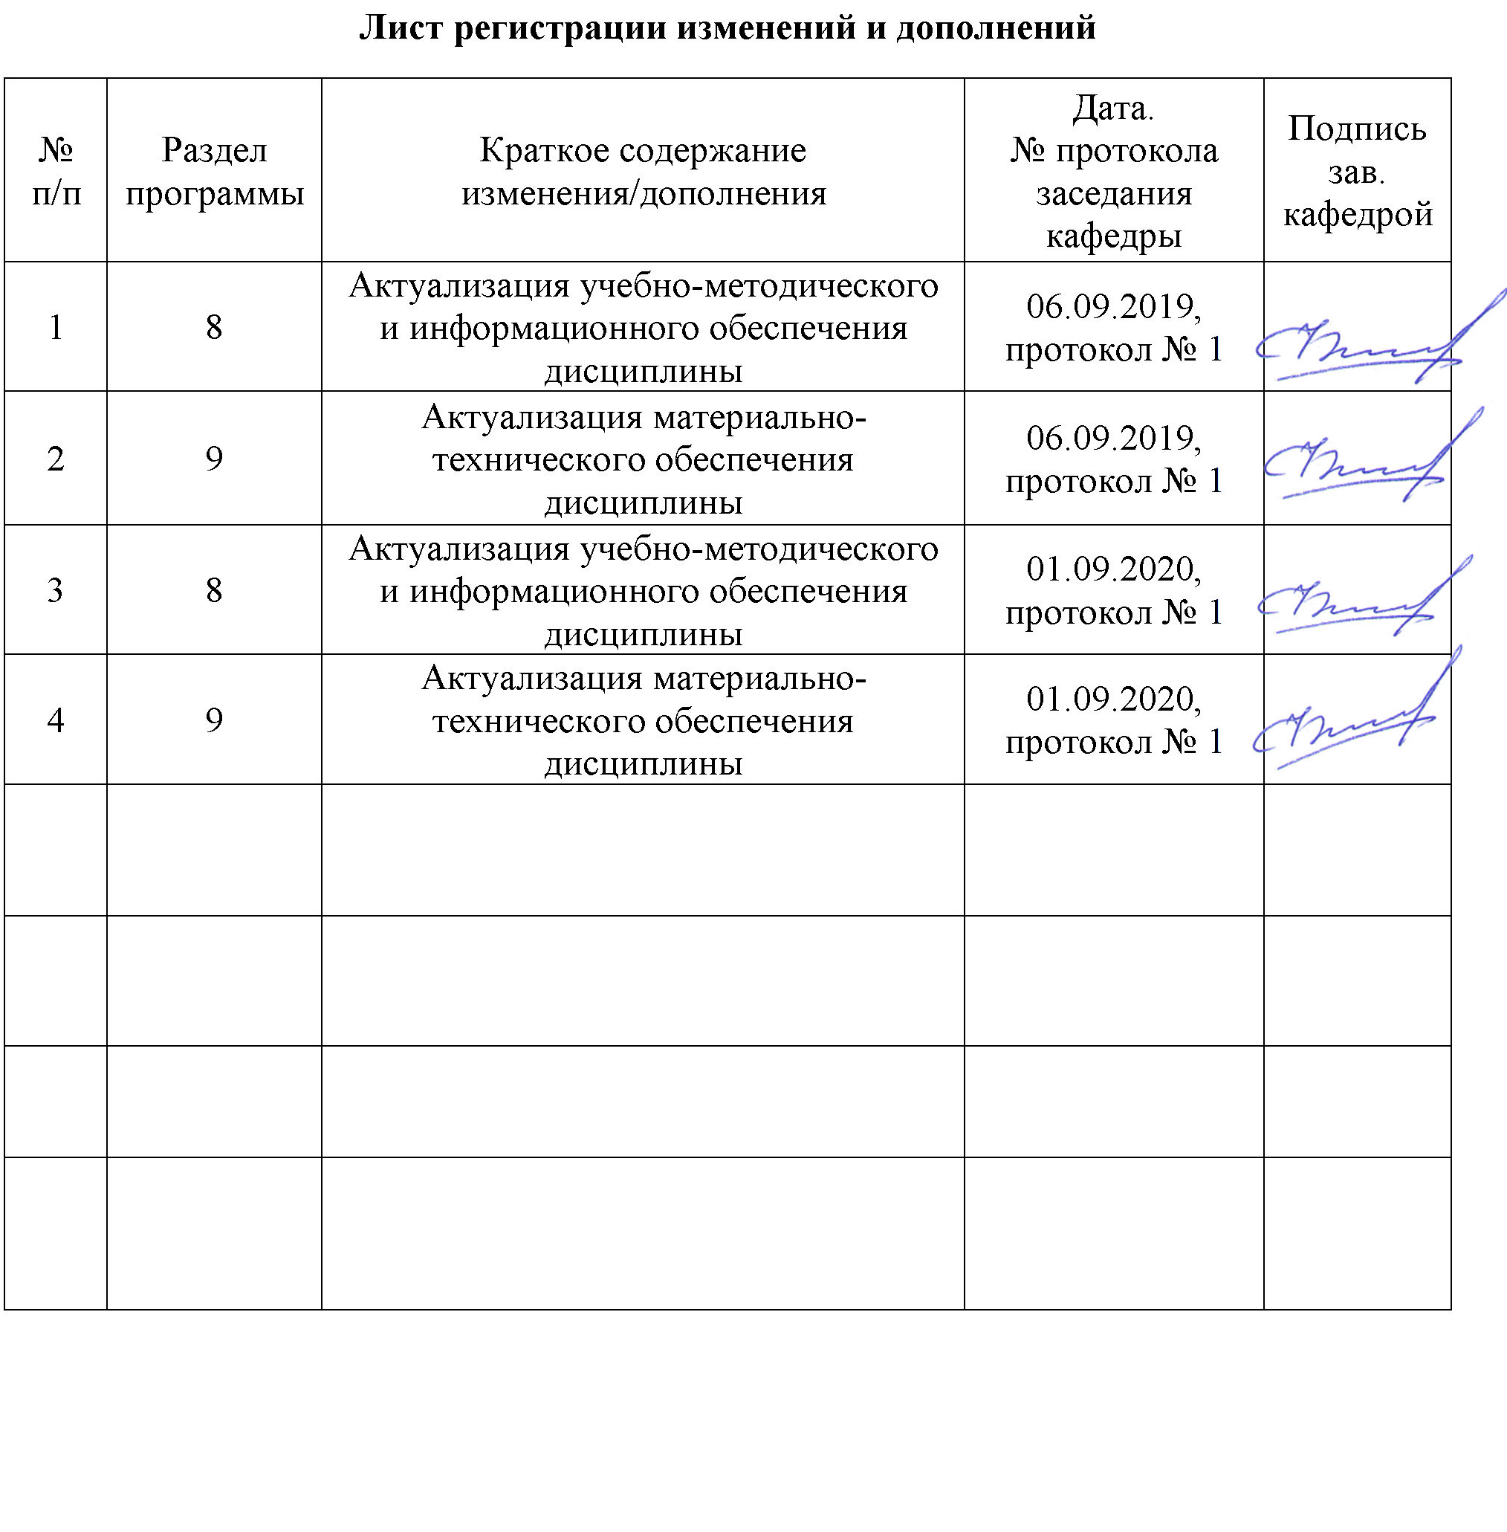 Лист регистрации изменений и дополнений
№
п/п
Раздел
программы
Краткое содержание
изменения/дополнения
Дата.
№ протокола
заседания
кафедры
Подпись
зав.
кафедрой
1
8
Актуализация учебно-методического
и информационного обеспечения
дисциплины
06.09.2019,
протокол № 1
2
9
Актуализация материально-
технического обеспечения
дисциплины
06.09.2019,
протокол № 1
3
8
Актуализация учебно-методического
и информационного обеспечения
дисциплины
01.09.2020,
протокол № 1
4
9
Актуализация материально-
технического обеспечения
дисциплины
01.09.2020,
протокол № 1